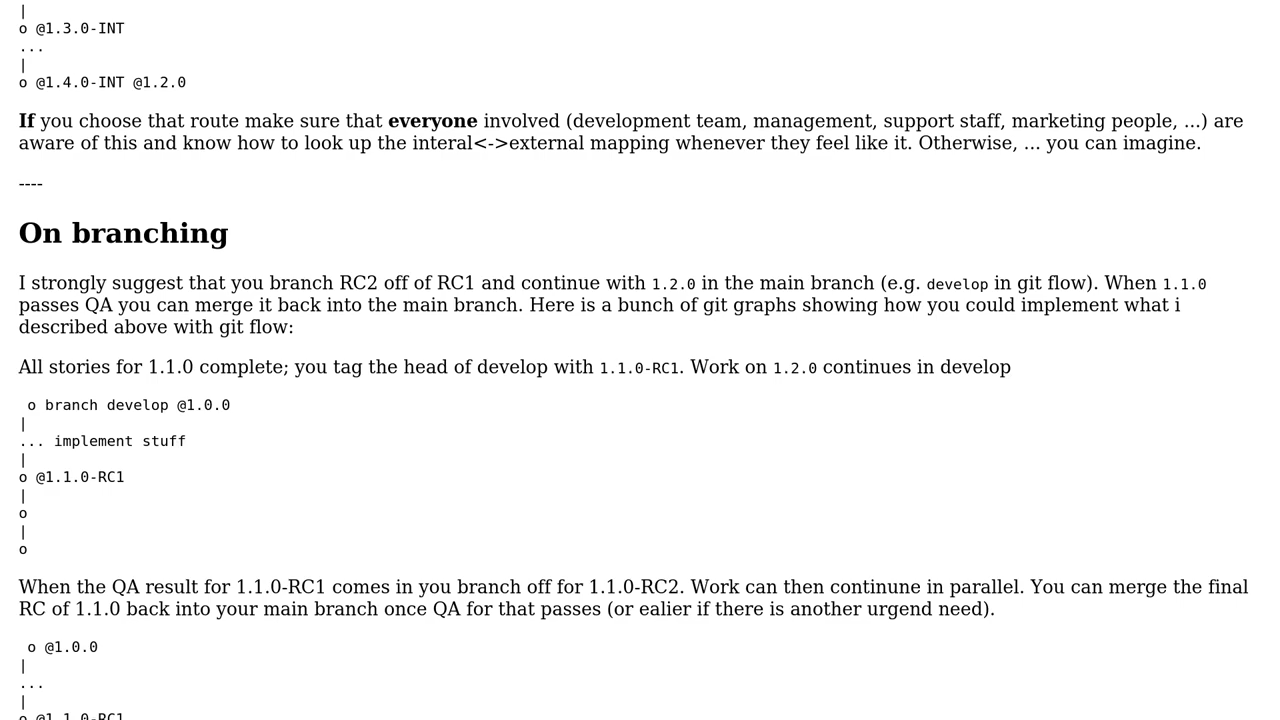 |
o @1.3.0-INT
...
|
o @1.4.0-INT @1.2.0
If you choose that route make sure that everyone involved (development team, management, support staff, marketing people, ...) are
aware of this and know how to look up the interal<->external mapping whenever they feel like it. Otherwise, ... you can imagine.
----
On branching
I strongly suggest that you branch RC2 off of RC1 and continue with 1.2.0 in the main branch (e.g. develop in git flow). When 1.1.0
passes QA you can merge it back into the main branch. Here is a bunch of git graphs showing how you could implement what i
described above with git flow:
All stories for 1.1.0 complete; you tag the head of develop with 1.1.0-RC1. Work on 1.2.0 continues in develop
 o branch develop @1.0.0
|
... implement stuff
|
o @1.1.0-RC1
|
o
|
o
When the QA result for 1.1.0-RC1 comes in you branch off for 1.1.0-RC2. Work can then continune in parallel. You can merge the final
RC of 1.1.0 back into your main branch once QA for that passes (or ealier if there is another urgend need).
 o @1.0.0
|
...
|
o @1.1.0-RC1